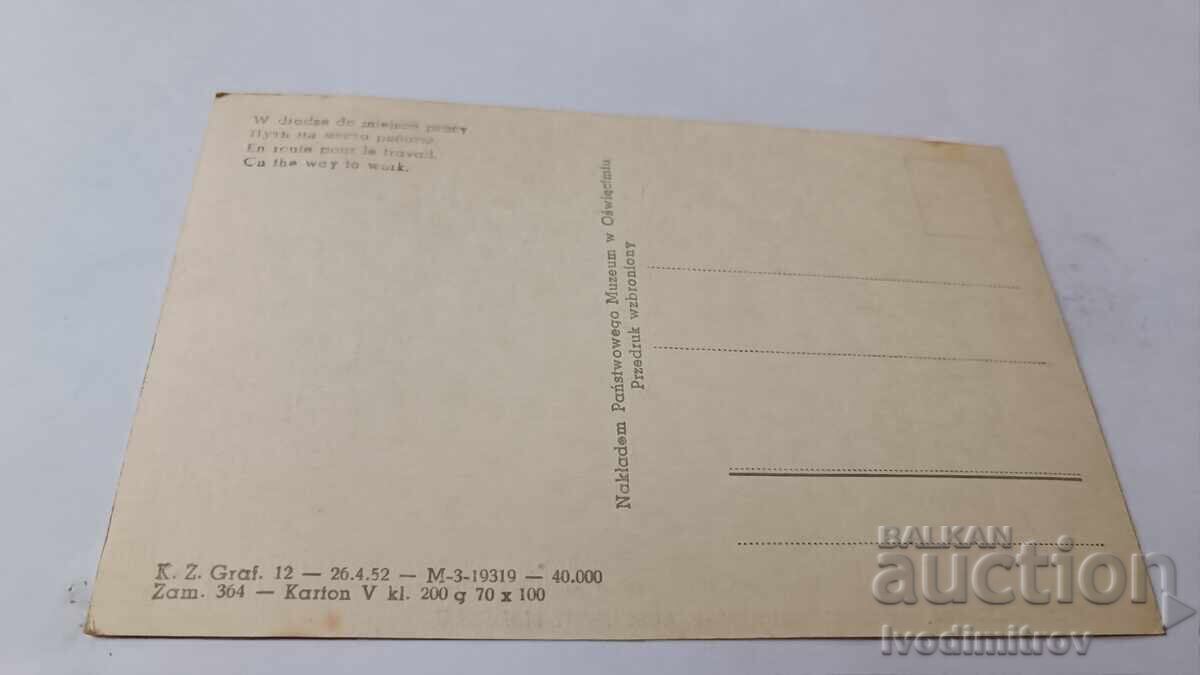 W drodze do miejsca pracy
Путь на место работы
En route pour le travail.
On the way to work.
Nakładem Państwowego Muzeum w Oświęcimiu
Przedruk wzbroniony
K. Z. Graf. 12 — 26.4.52 — M-3-19319 — 40.000
Zam. 364 — Karton V kl. 200 g 70 x 100
BALKAN
auction
Ivodimitrov